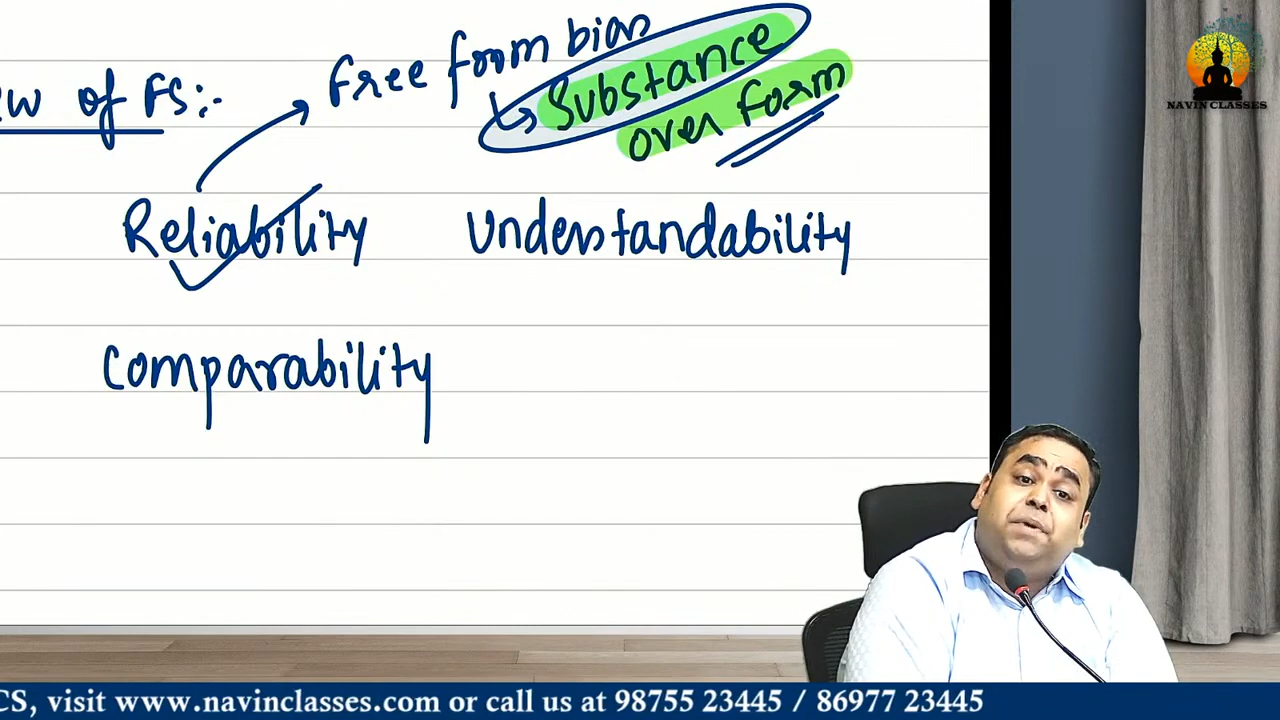 Free from bias
Substance
over form
ew of FS:-
Reliability
Understandability
Comparability
NAVIN CLASSES
CS, visit www.navinclasses.com or call us at 98755 23445 / 86977 23445